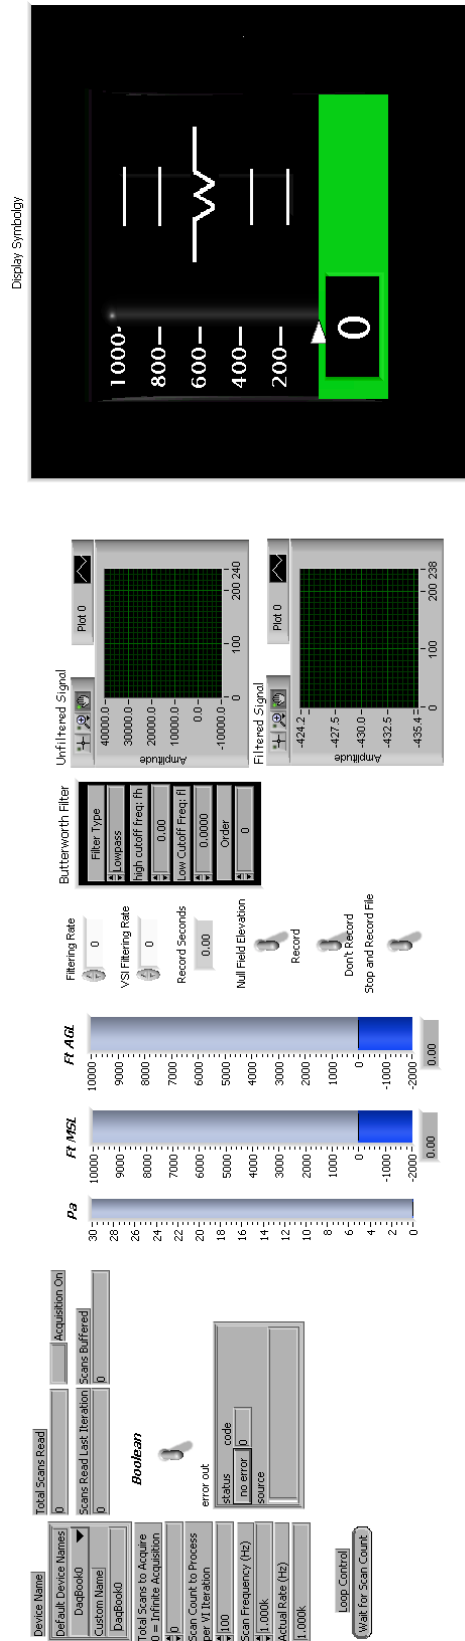 Device Name
Default Device Names
DaqBook0
Custom Name
DaqBook0
Total Scans to Acquire
0 = Infinite Acquisition
0
Scan Count to Process
per VI Iteration
100
Scan Frequency (Hz)
1.000k
Actual Rate (Hz)
1.000k
Loop Control
Wait for Scan Count
Total Scans Read
0
Acquisition On
Scans Read Last Iteration
0
Scans Buffered
0
Boolean
error out
status
code
no error
0
source
Pa
30
28
26
24
22
20
18
16
14
12
10
8
6
4
2
0
Ft MSL
10000
9000
8000
7000
6000
5000
4000
3000
2000
1000
0
-1000
-2000
0.00
Ft AGL
10000
9000
8000
7000
6000
5000
4000
3000
2000
1000
0
-1000
-2000
0.00
Filtering Rate
0
VSI Filtering Rate
0
Record Seconds
0.00
Null Field Elevation
Record
Don't Record
Stop and Record File
Butterworth Filter
Filter Type
Lowpass
high cutoff freq: fh
0.00
Low Cutoff Freq: fl
0.0000
Order
0
Unfiltered Signal
Plot 0
Amplitude
40000.0
30000.0
20000.0
10000.0
0.0
-10000.0
0
100
200 240
Filtered Signal
Plot 0
Amplitude
-424.2
-427.5
-430.0
-432.5
-435.4
0
100
200 238
Display Symbolgy
1000
800
600
400
200
0